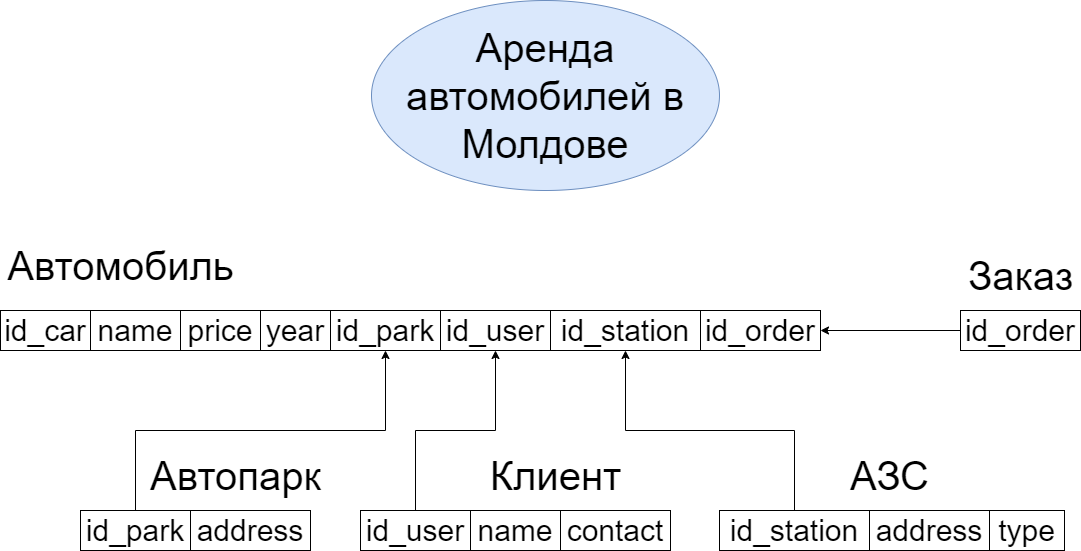 Аренда
автомобилей в
Молдове
Автомобиль
Заказ
id_car name price year id_park id_user id_station id_order
id_order
Автопарк
Клиент
АЗС
id_park address
id_user name contact
id_station address type